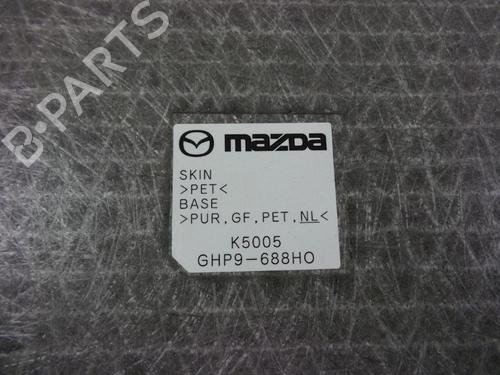 B-PARTS
mazda
SKIN
>PET<
BASE
>PUR,GF,PET,NL<
K5005
GHP9-688H0